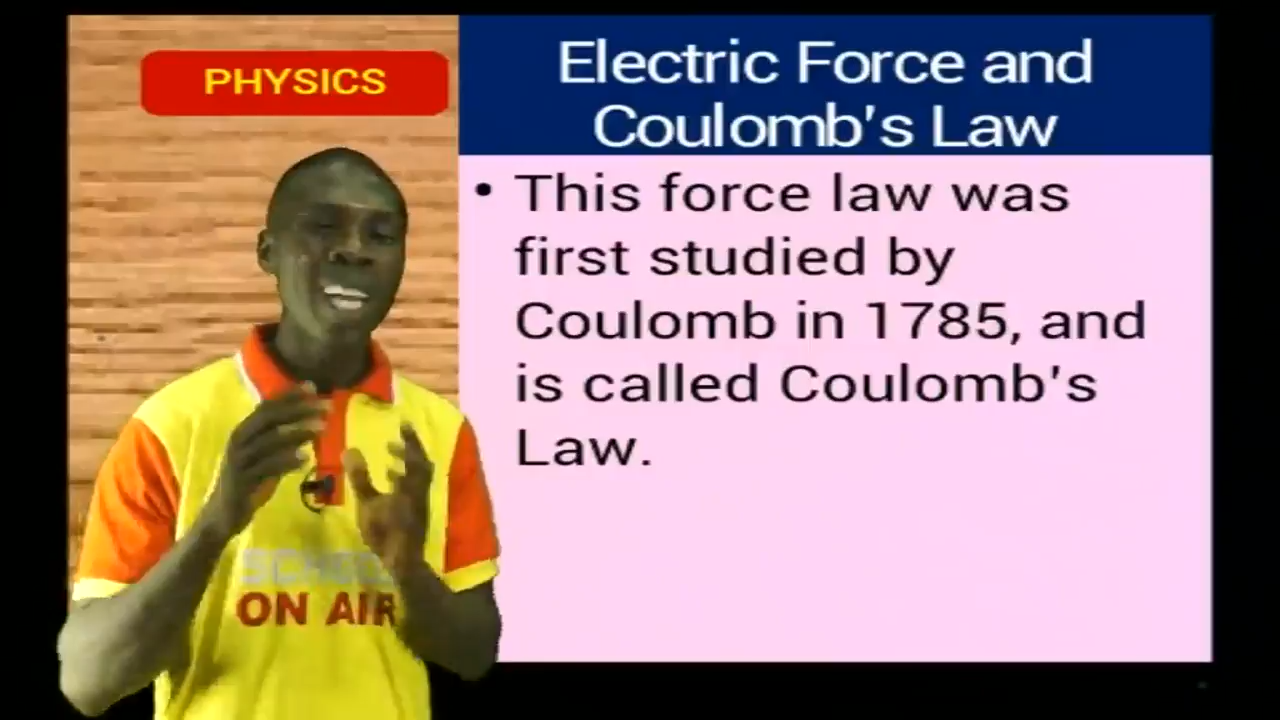 PHYSICS
Electric Force and
Coulomb's Law
• This force law was
first studied by
Coulomb in 1785, and
is called Coulomb's
Law.
SCHOOL
ON AIR